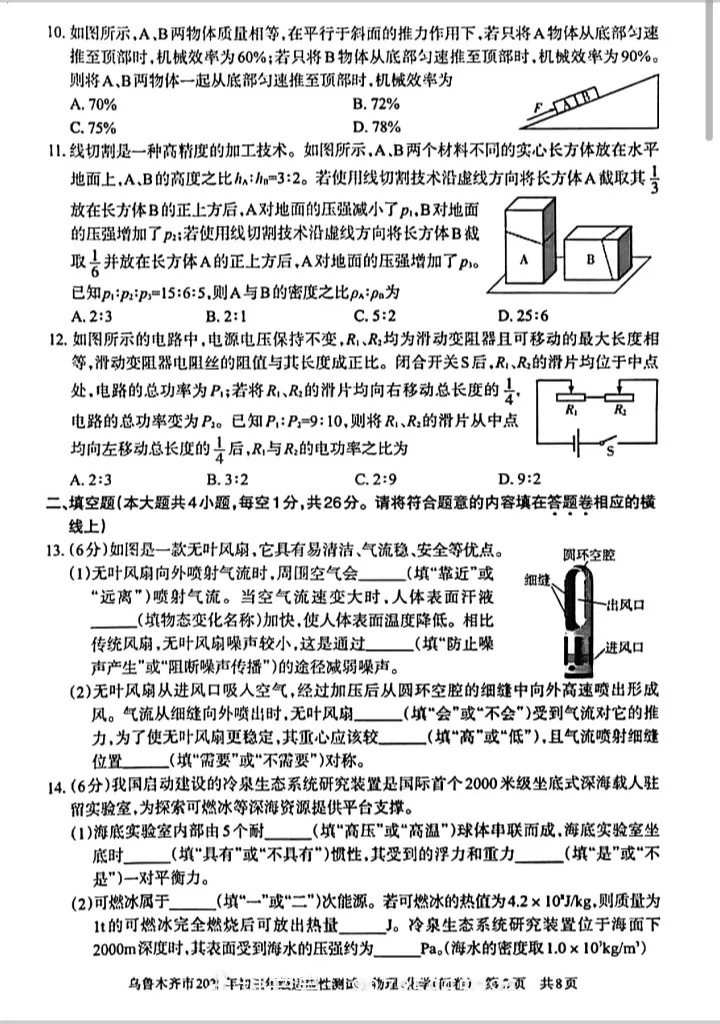 10. 如图所示,A、B两物体质量相等,在平行于斜面的推力作用下,若只将A物体从底部匀速
推至顶部时,机械效率为60%;若只将B物体从底部匀速推至顶部时,机械效率为90%。
则将A、B两物体一起从底部匀速推至顶部时,机械效率为
A. 70%
B. 72%
C. 75%
D. 78%
F
A
B
11. 线切割是一种高精度的加工技术。如图所示,A、B两个材料不同的实心长方体放在水平
地面上,A、B的高度之比hA:hB=3:2。若使用线切割技术沿虚线方向将长方体A截取其1/3
放在长方体B的正上方后,A对地面的压强减小了p1,B对地面
的压强增加了p2;若使用线切割技术沿虚线方向将长方体B截
取1/6并放在长方体A的正上方后,A对地面的压强增加了p3。
已知p1:p2:p3=15:6:5,则A与B的密度之比ρA:ρB为
A
B
A. 2:3
B. 2:1
C. 5:2
D. 25:6
12. 如图所示的电路中,电源电压保持不变,R1、R2均为滑动变阻器且可移动的最大长度相
等,滑动变阻器电阻丝的阻值与其长度成正比。闭合开关S后,R1、R2的滑片均位于中点
处,电路的总功率为P1;若将R1、R2的滑片均向右移动总长度的1/4,
电路的总功率变为P2。已知P1:P2=9:10,则将R1、R2的滑片从中点
均向左移动总长度的1/4后,R1与R2的电功率之比为
R1
R2
S
A. 2:3
B. 3:2
C. 2:9
D. 9:2
二、填空题(本大题共4小题,每空1分,共26分。请将符合题意的内容填在答题卷相应的横
线上)
13. (6分)如图是一款无叶风扇,它具有易清洁、气流稳、安全等优点。
(1)无叶风扇向外喷射气流时,周围空气会_____(填“靠近”或
“远离”)喷射气流。当空气流速变大时,人体表面汗液
_____(填物态变化名称)加快,使人体表面温度降低。相比
传统风扇,无叶风扇噪声较小,这是通过_____(填“防止噪
声产生”或“阻断噪声传播”)的途径减弱噪声。
圆环空腔
细缝
出风口
进风口
(2)无叶风扇从进风口吸入空气,经过加压后从圆环空腔的细缝中向外高速喷出形成
风。气流从细缝向外喷出时,无叶风扇_____(填“会”或“不会”)受到气流对它的推
力,为了使无叶风扇更稳定,其重心应该较_____(填“高”或“低”),且气流喷射细缝
位置_____(填“需要”或“不需要”)对称。
14. (6分)我国启动建设的冷泉生态系统研究装置是国际首个2000米级坐底式深海载人驻
留实验室,为探索可燃冰等深海资源提供平台支撑。
(1)海底实验室内部由5个耐_____(填“高压”或“高温”)球体串联而成,海底实验室坐
底时_____(填“具有”或“不具有”)惯性,其受到的浮力和重力_____(填“是”或“不
是”)一对平衡力。
(2)可燃冰属于_____(填“一”或“二”)次能源。若可燃冰的热值为4.2×10⁸J/kg,则质量为
1t的可燃冰完全燃烧后可放出热量_____J。冷泉生态系统研究装置位于海面下
2000m深度时,其表面受到海水的压强约为_____Pa。(海水的密度取1.0×10³kg/m³)
乌鲁木齐市202 年 物理 化学(问卷) 第 页 共8页